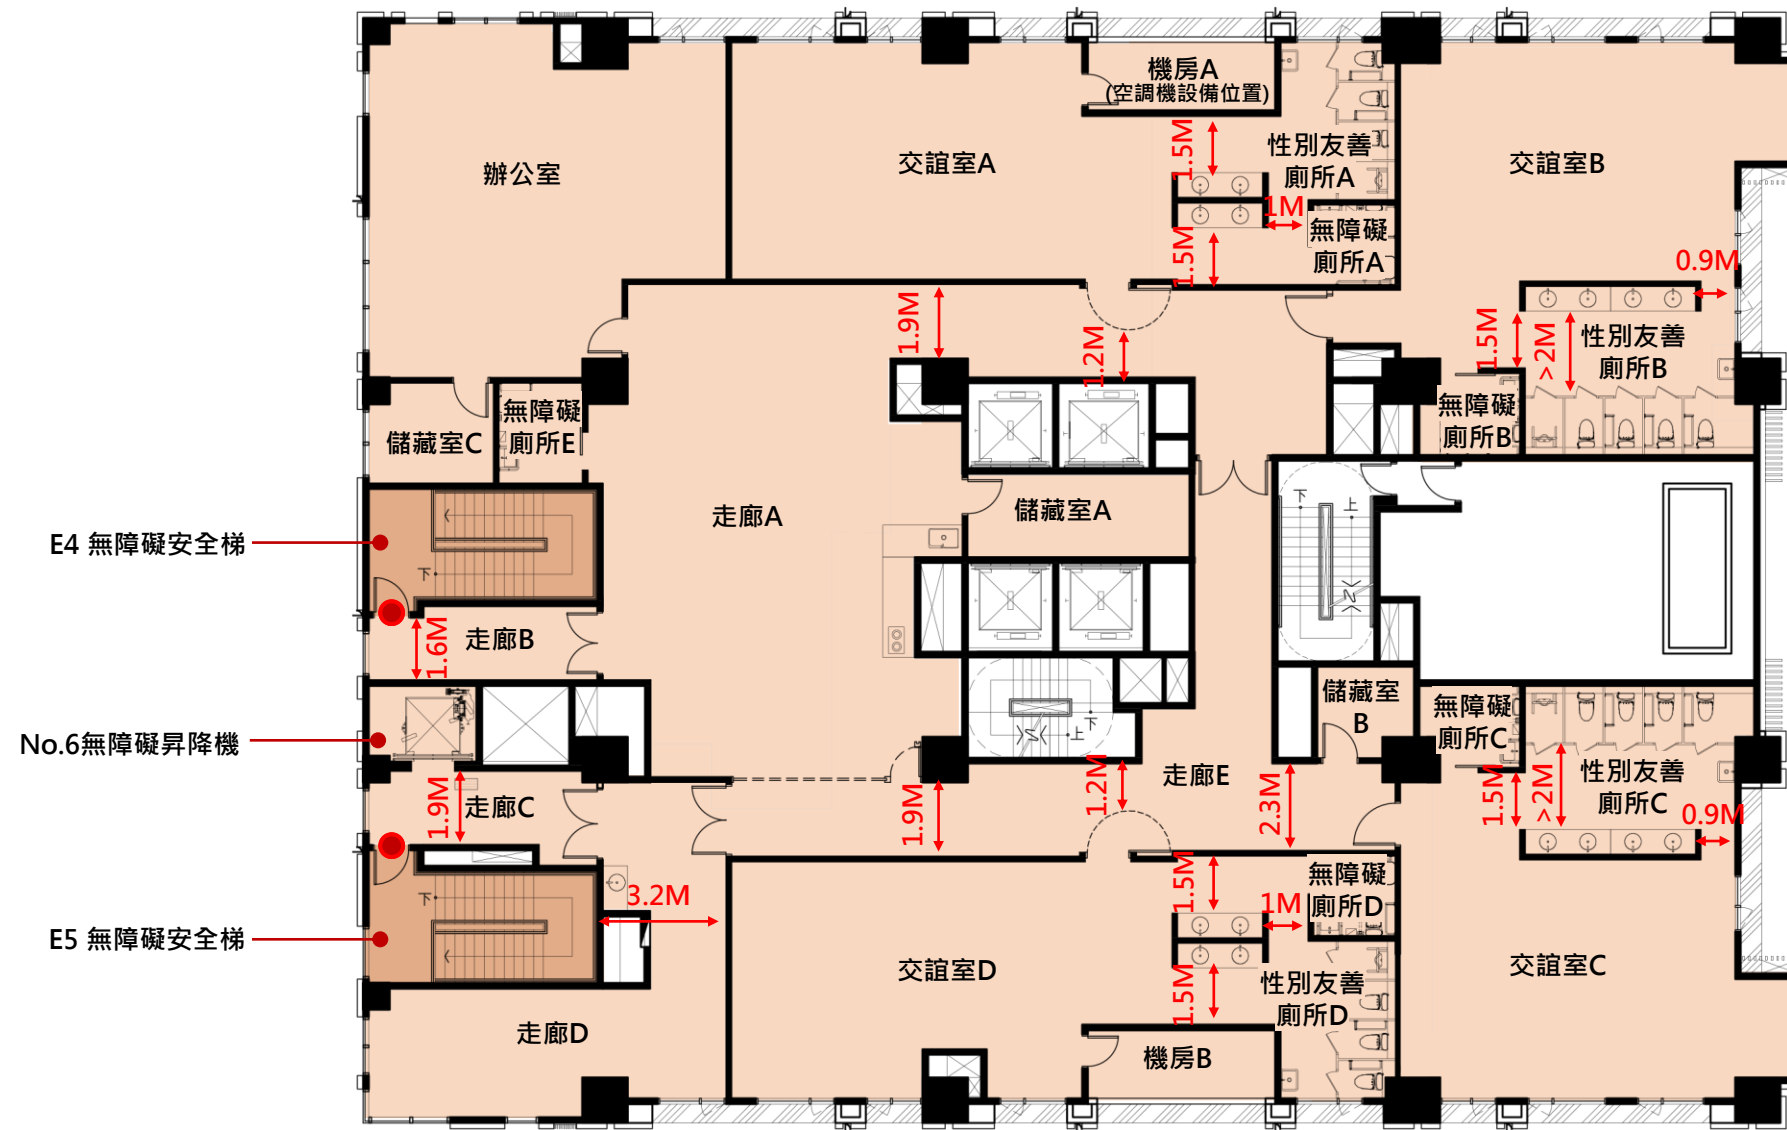 機房A
(空調機設備位置)
辦公室
交誼室A
1.5M
性別友善
廁所A
交誼室B
1M
無障礙
廁所A
1.5M
0.9M
1.9M
1.2M
1.5M
>2M
性別友善
廁所B
儲藏室C
無障礙
廁所E
無障礙
廁所B
走廊A
儲藏室A
下
上
E4 無障礙安全梯
下
走廊B
1.6M
儲藏室
B
無障礙
廁所C
下
上
No.6無障礙昇降機
走廊C
1.9M
1.9M
1.2M
走廊E
2.3M
1.5M
>2M
性別友善
廁所C
0.9M
下
3.2M
1.5M
1M
無障礙
廁所D
E5 無障礙安全梯
交誼室D
1.5M
性別友善
廁所D
交誼室C
走廊D
機房B